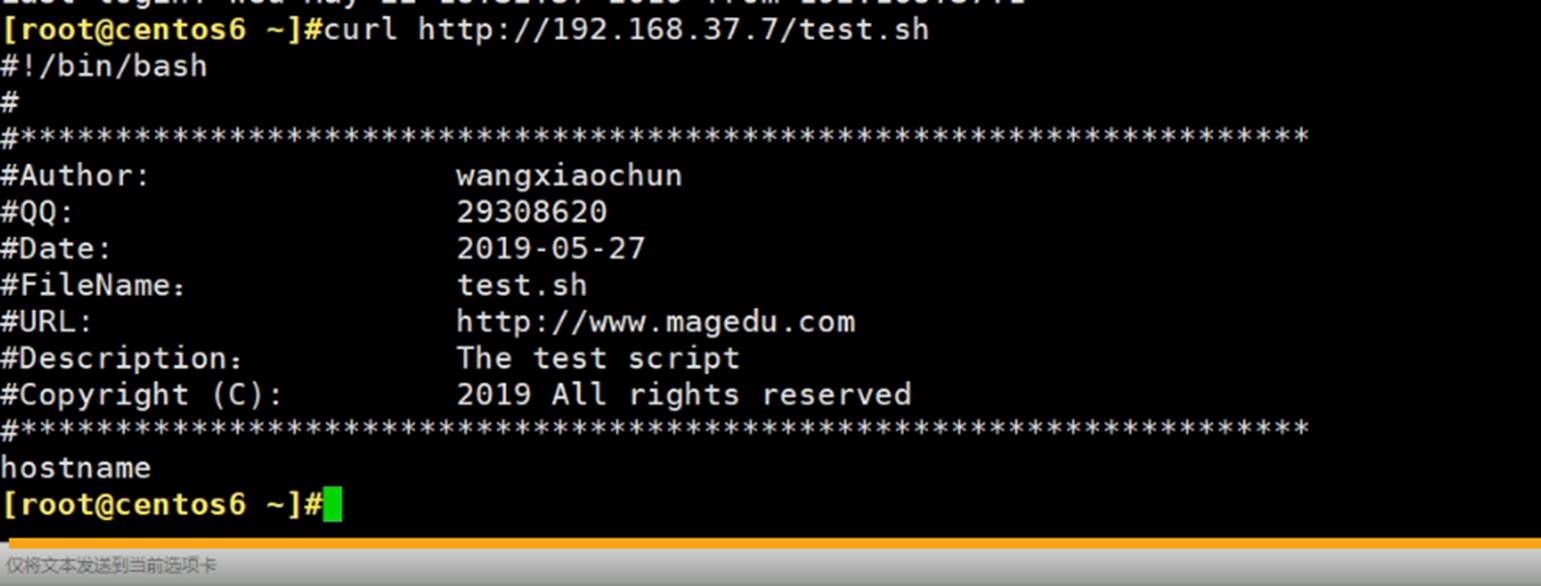 [root@centos6 ~]#curl http://192.168.37.7/test.sh
#!/bin/bash
#
#********************************************************************
#Author: wangxiaochun
#QQ: 29308620
#Date: 2019-05-27
#FileName： test.sh
#URL: http://www.magedu.com
#Description： The test script
#Copyright (C): 2019 All rights reserved
#********************************************************************
hostname
[root@centos6 ~]#
仅将文本发送到当前选项卡